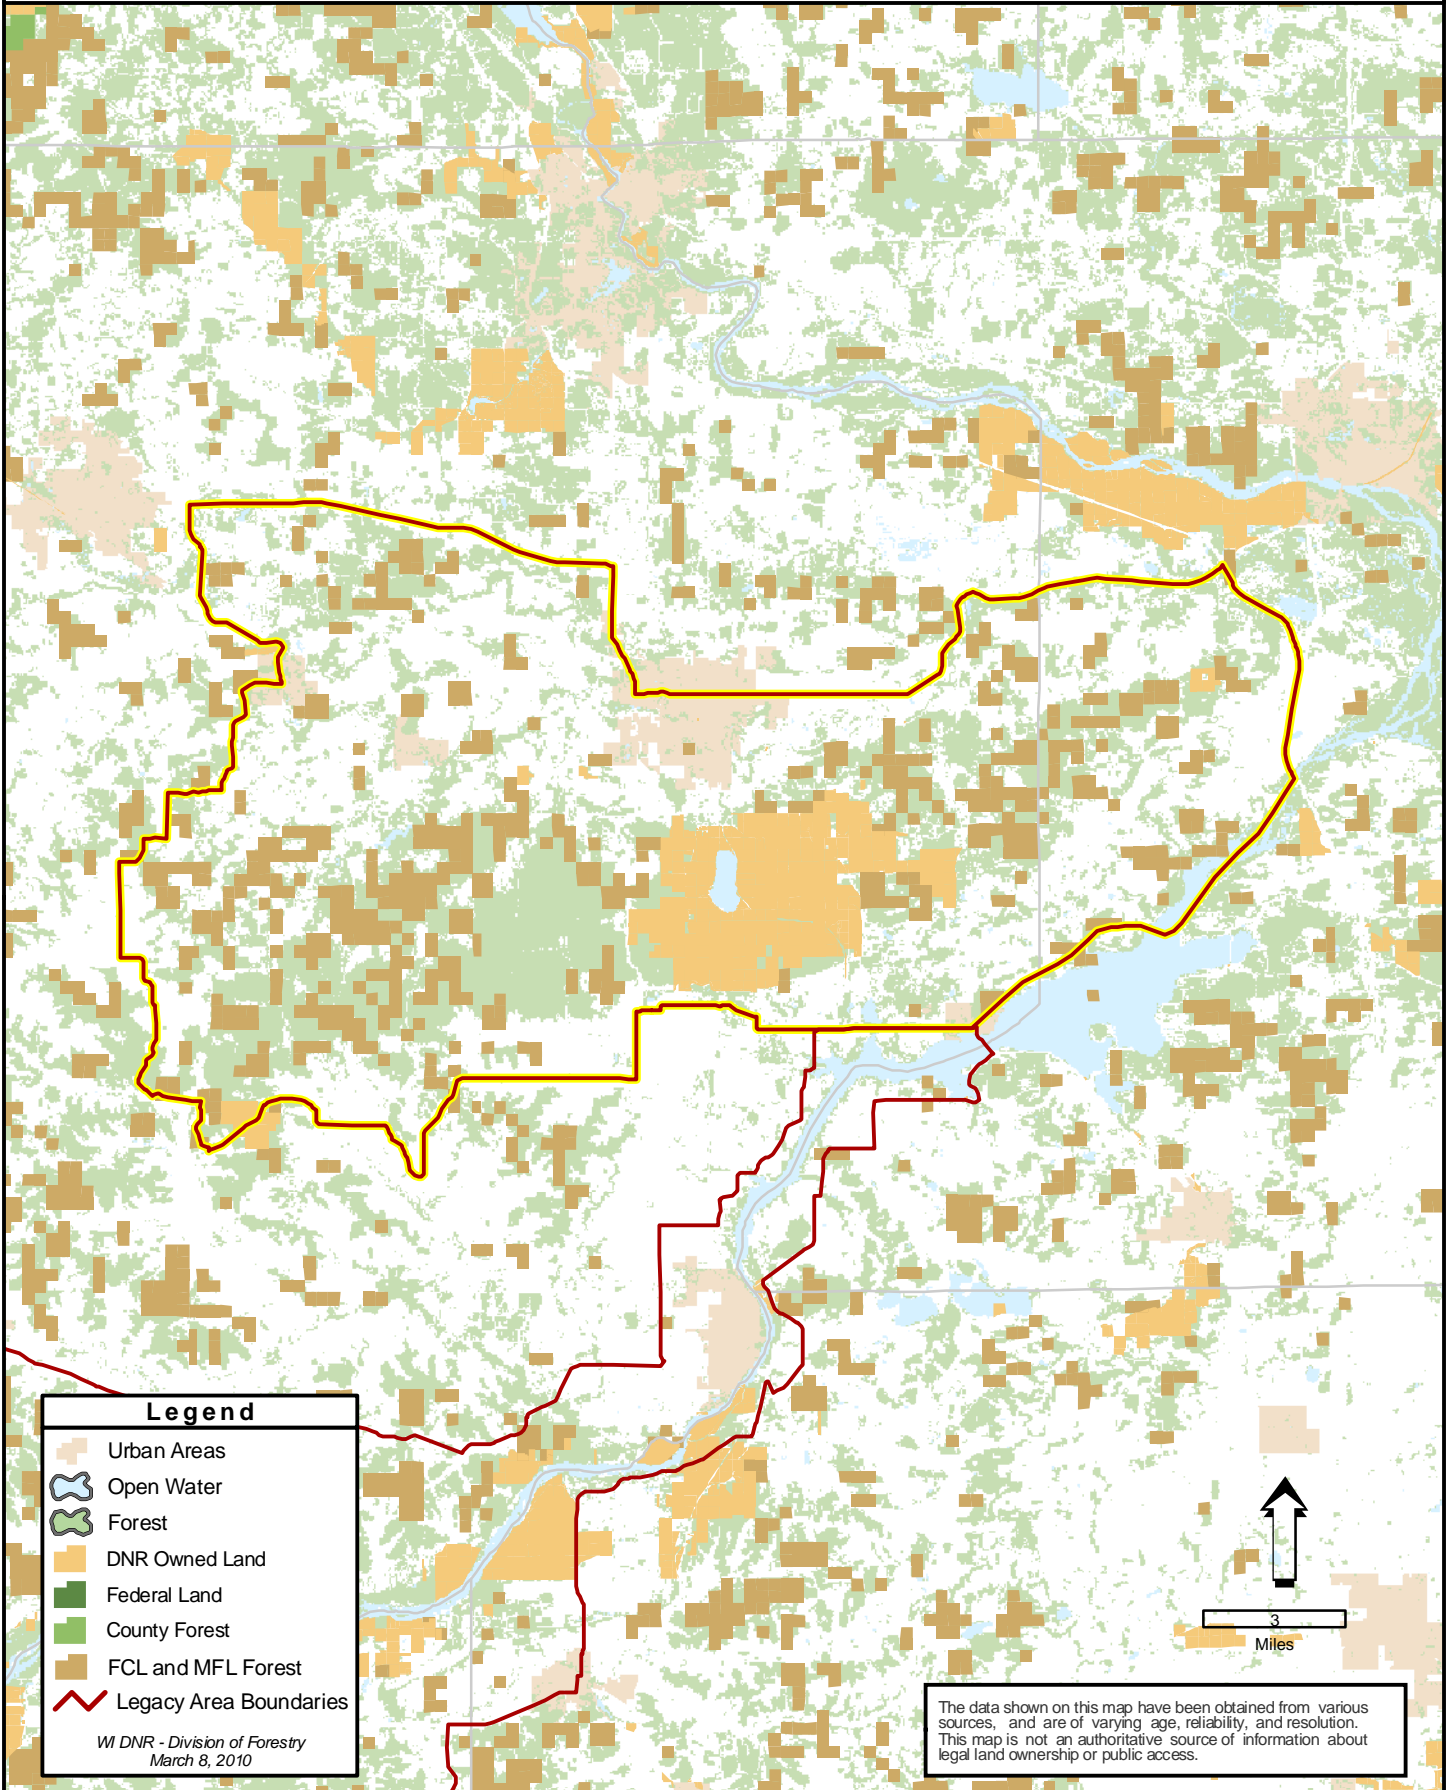 Legend
Urban Areas
Open Water
Forest
DNR Owned Land
Federal Land
County Forest
FCL and MFL Forest
Legacy Area Boundaries
WI DNR - Division of Forestry
March 8, 2010
3
Miles
The data shown on this map have been obtained from various
sources, and are of varying age, reliability, and resolution.
This map is not an authoritative source of information about
legal land ownership or public access.